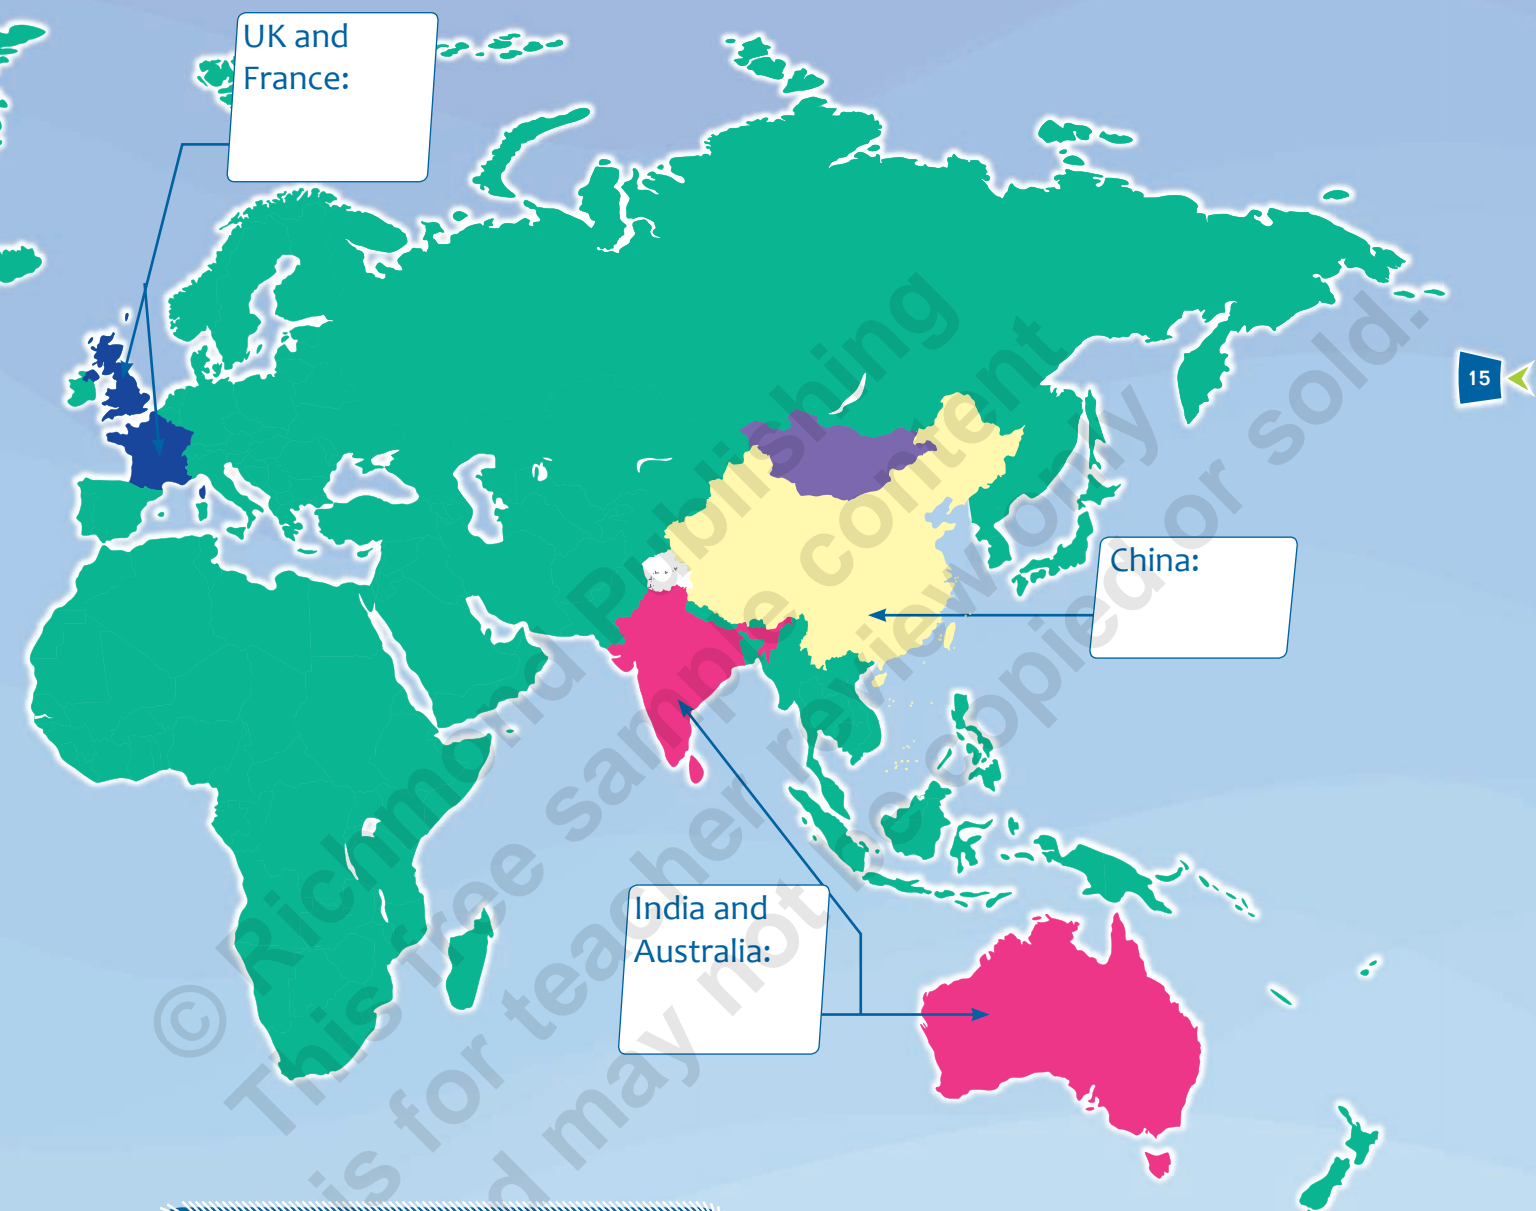 UK and
France:
15
China:
India and
Australia:
© Richmond Publishing
This free sample content
is for teacher review only
d may not be copied or sold.